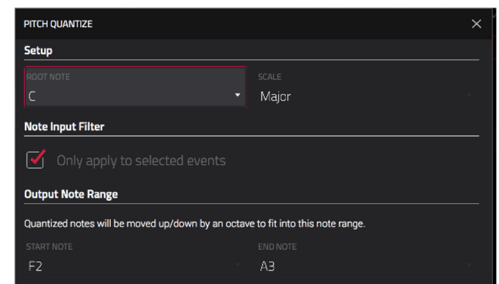 PITCH QUANTIZE
Setup
ROOT NOTE
SCALE
C
Major
Note Input Filter
Only apply to selected events
Output Note Range
Quantized notes will be moved up/down by an octave to fit into this note range.
START NOTE
END NOTE
F2
A3